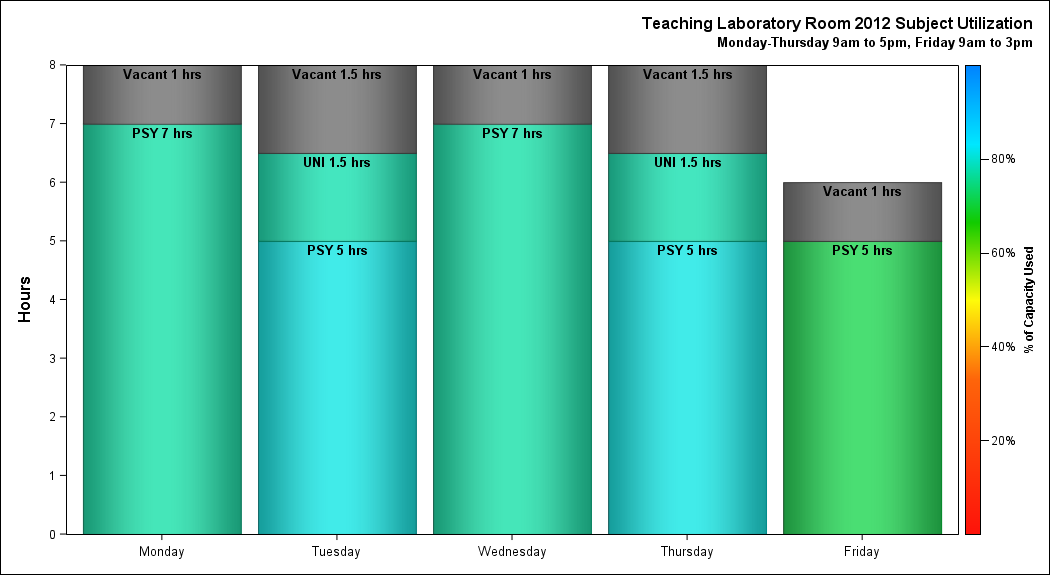 Teaching Laboratory Room 2012 Subject Utilization
Monday-Thursday 9am to 5pm, Friday 9am to 3pm
Hours
8
7
6
5
4
3
2
1
0
Vacant 1 hrs
PSY 7 hrs
Vacant 1.5 hrs
UNI 1.5 hrs
PSY 5 hrs
Vacant 1 hrs
PSY 7 hrs
Vacant 1.5 hrs
UNI 1.5 hrs
PSY 5 hrs
Vacant 1 hrs
PSY 5 hrs
Monday
Tuesday
Wednesday
Thursday
Friday
80%
60%
40%
20%
% of Capacity Used